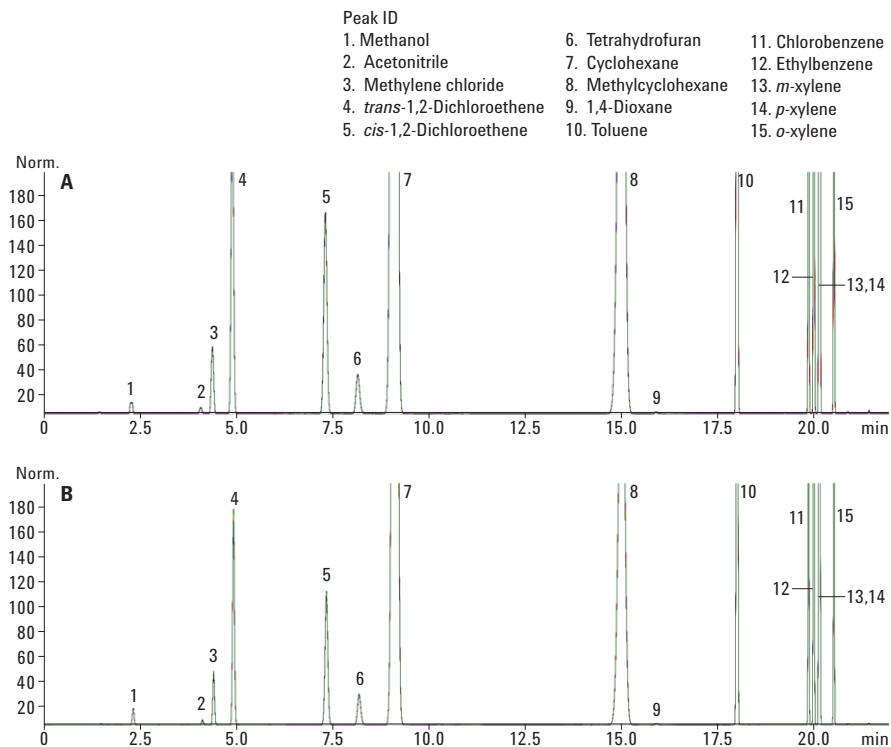 Peak ID
1. Methanol
2. Acetonitrile
3. Methylene chloride
4. trans-1,2-Dichloroethene
5. cis-1,2-Dichloroethene
6. Tetrahydrofuran
7. Cyclohexane
8. Methylcyclohexane
9. 1,4-Dioxane
10. Toluene
11. Chlorobenzene
12. Ethylbenzene
13. m-xylene
14. p-xylene
15. o-xylene
Norm.
A
180
160
140
120
100
80
60
40
20
1
2
3
4
5
6
7
8
9
10
11
12
13,14
15
0 2.5 5.0 7.5 10.0 12.5 15.0 17.5 20.0 min
Norm.
B
180
160
140
120
100
80
60
40
20
1
2
3
4
5
6
7
8
9
10
11
12
13,14
15
0 2.5 5.0 7.5 10.0 12.5 15.0 17.5 20.0 min